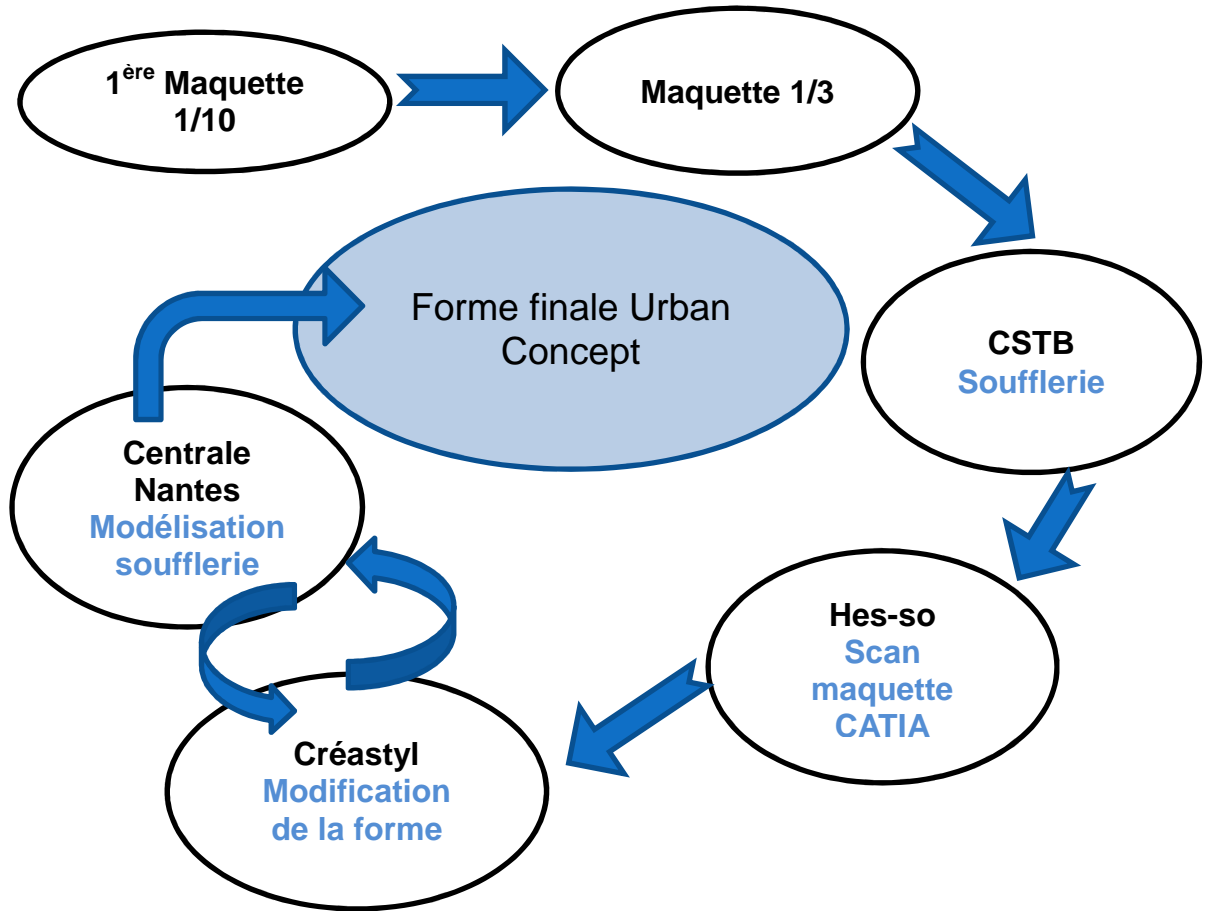 1ère Maquette
1/10
Maquette 1/3
Forme finale Urban
Concept
CSTB
Soufflerie
Centrale
Nantes
Modélisation
soufflerie
Hes-so
Scan
maquette
CATIA
Créastyl
Modification
de la forme